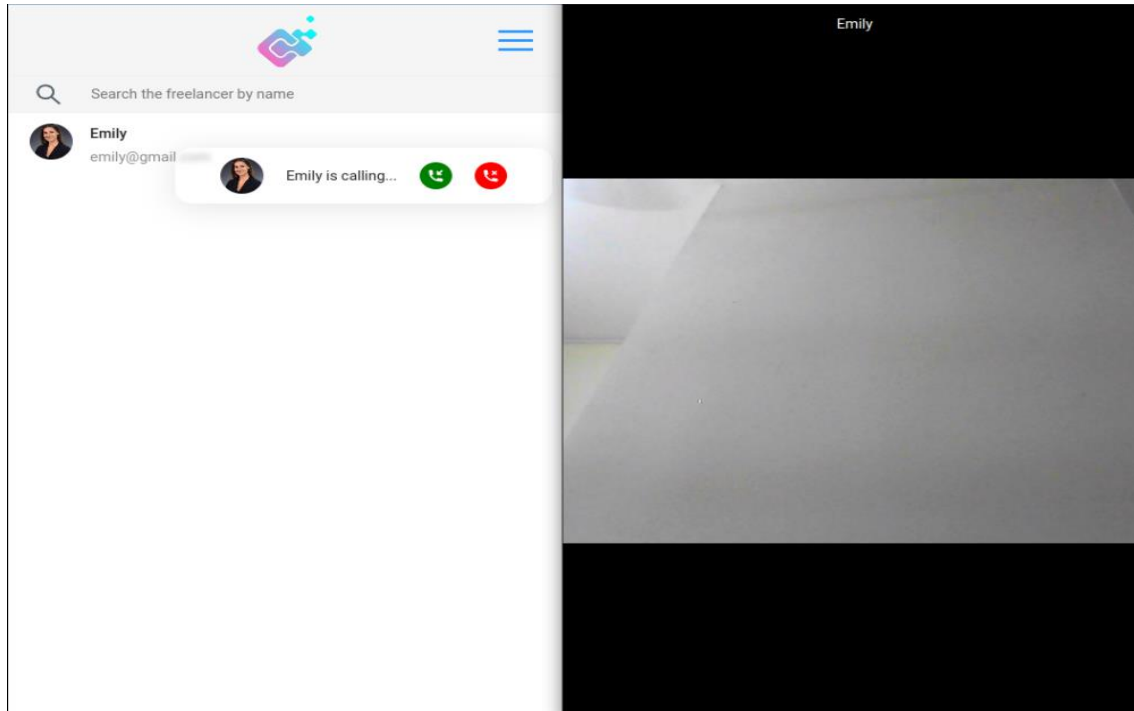 Emily
Search the freelancer by name
Emily
emily@gmail
Emily is calling...